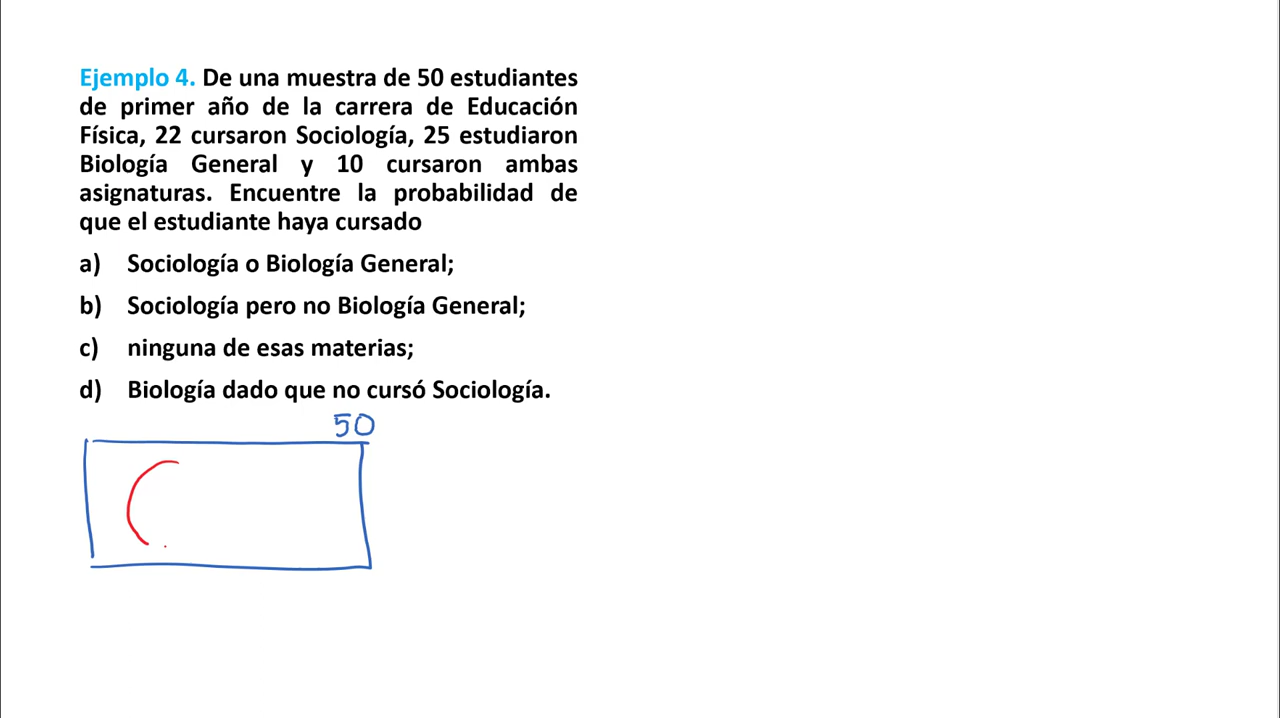 Ejemplo 4. De una muestra de 50 estudiantes
de primer año de la carrera de Educación
Física, 22 cursaron Sociología, 25 estudiaron
Biología General y 10 cursaron ambas
asignaturas. Encuentre la probabilidad de
que el estudiante haya cursado
a) Sociología o Biología General;
b) Sociología pero no Biología General;
c) ninguna de esas materias;
d) Biología dado que no cursó Sociología.
50